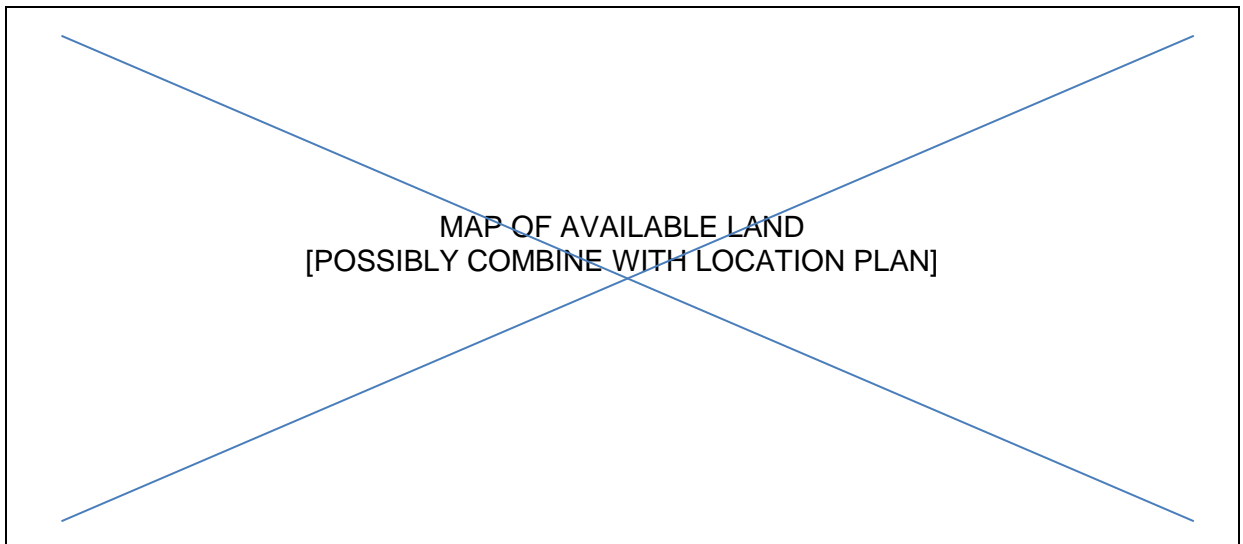 MAP OF AVAILABLE LAND
[POSSIBLY COMBINE WITH LOCATION PLAN]